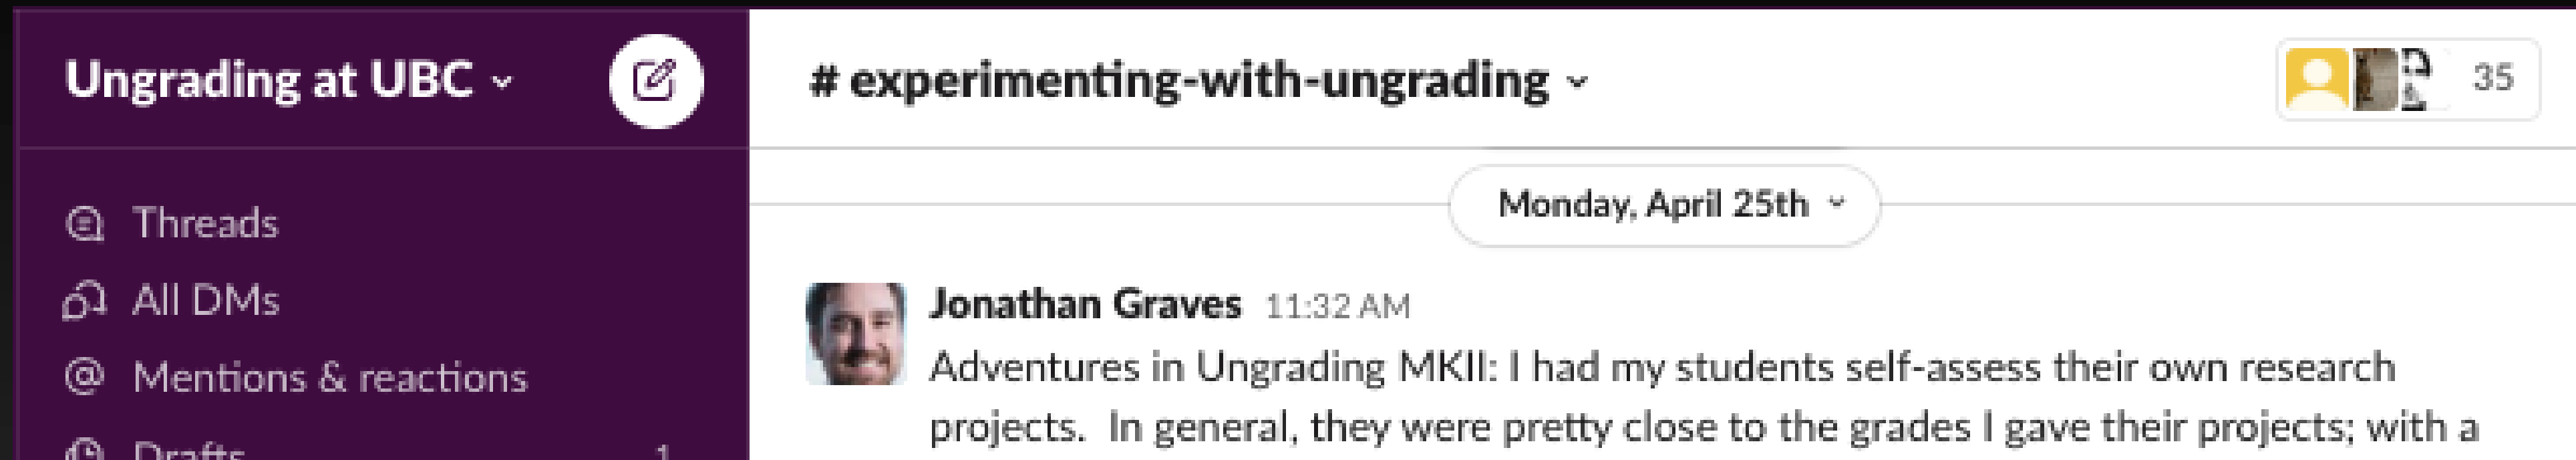 Ungrading at UBC
Threads
All DMs
@ Mentions & reactions
Drafts 1
# experimenting-with-ungrading
35
Monday, April 25th
Jonathan Graves 11:32 AM
Adventures in Ungrading MKII: I had my students self-assess their own research
projects.  In general, they were pretty close to the grades I gave their projects; with a